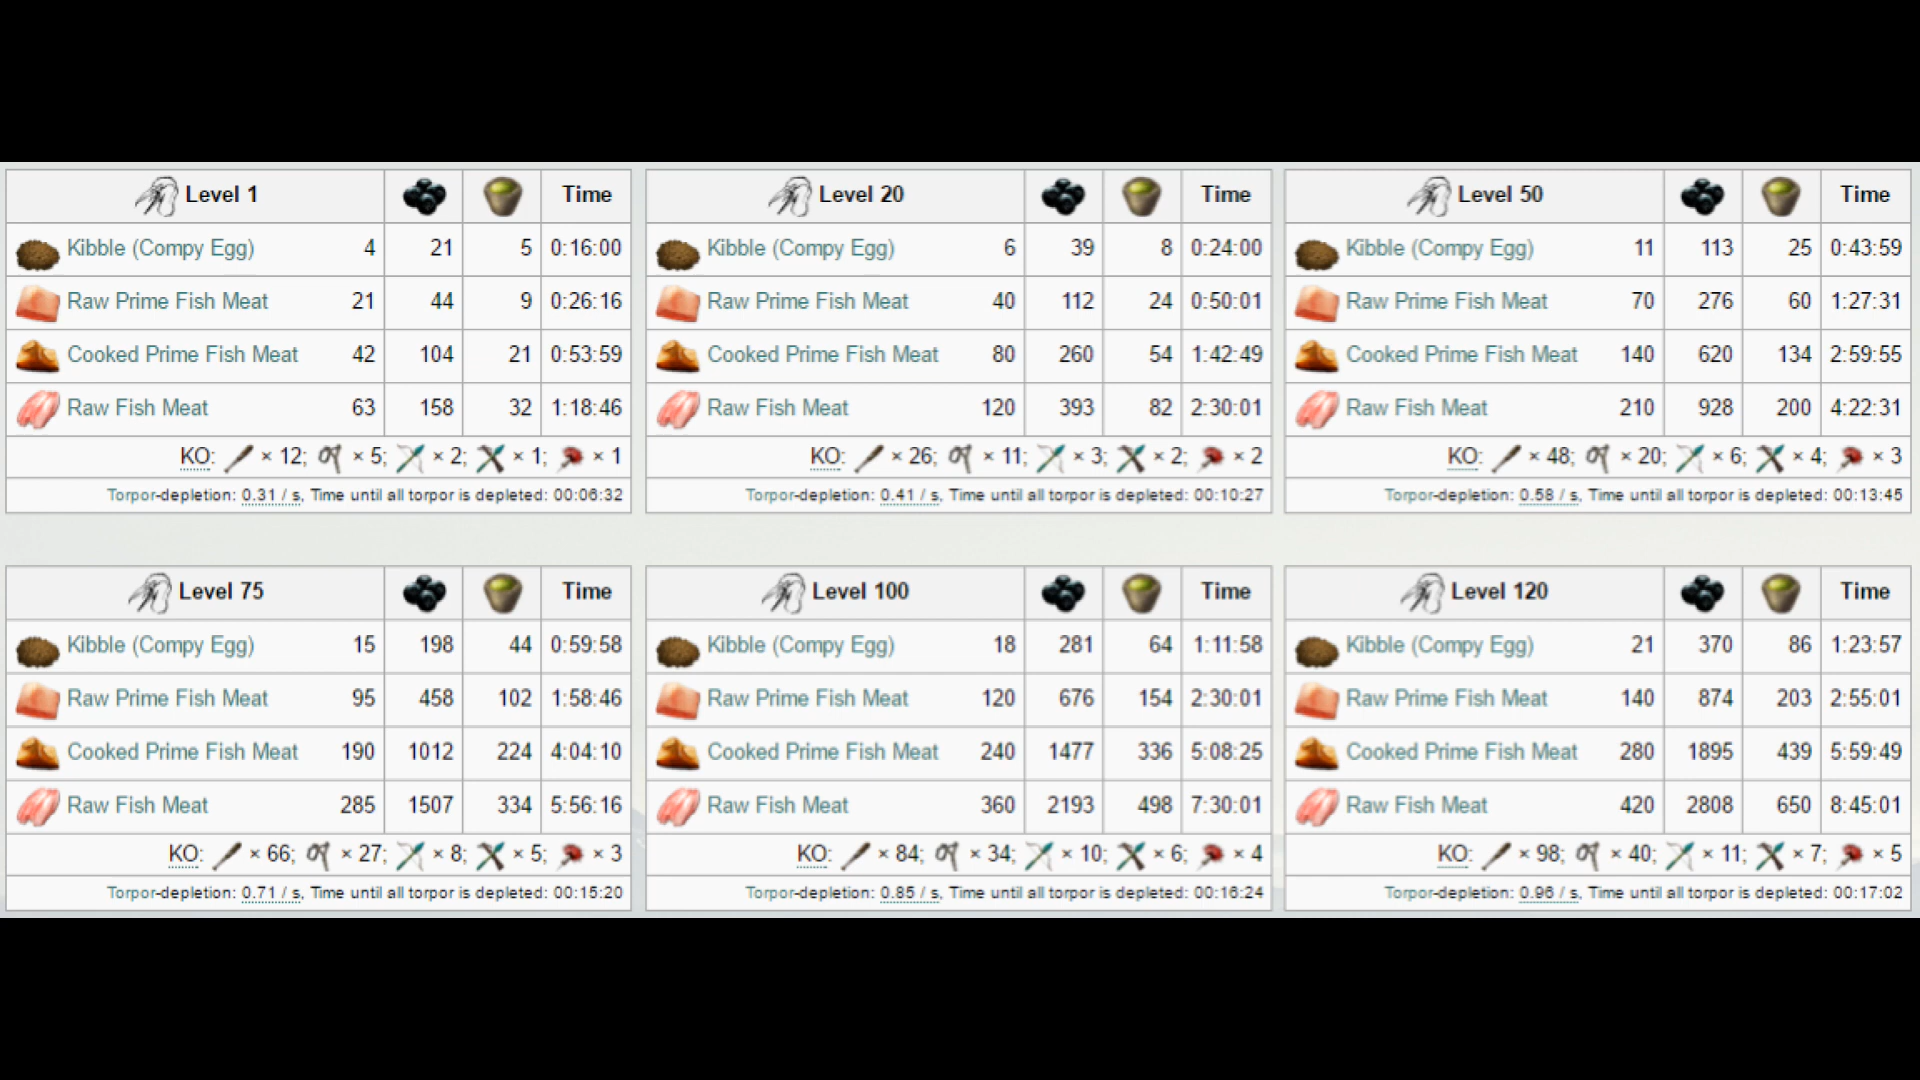 Level 1 Time
Kibble (Compy Egg) 4 21 5 0:16:00
Raw Prime Fish Meat 21 44 9 0:26:16
Cooked Prime Fish Meat 42 104 21 0:53:59
Raw Fish Meat 63 158 32 1:18:46
KO: × 12; × 5; × 2; × 1; × 1
Torpor-depletion: 0.31 / s, Time until all torpor is depleted: 00:06:32
Level 20 Time
Kibble (Compy Egg) 6 39 8 0:24:00
Raw Prime Fish Meat 40 112 24 0:50:01
Cooked Prime Fish Meat 80 260 54 1:42:49
Raw Fish Meat 120 393 82 2:30:01
KO: × 26; × 11; × 3; × 2; × 2
Torpor-depletion: 0.41 / s, Time until all torpor is depleted: 00:10:27
Level 50 Time
Kibble (Compy Egg) 11 113 25 0:43:59
Raw Prime Fish Meat 70 276 60 1:27:31
Cooked Prime Fish Meat 140 620 134 2:59:55
Raw Fish Meat 210 928 200 4:22:31
KO: × 48; × 20; × 6; × 4; × 3
Torpor-depletion: 0.58 / s, Time until all torpor is depleted: 00:13:45
Level 75 Time
Kibble (Compy Egg) 15 198 44 0:59:58
Raw Prime Fish Meat 95 458 102 1:58:46
Cooked Prime Fish Meat 190 1012 224 4:04:10
Raw Fish Meat 285 1507 334 5:56:16
KO: × 66; × 27; × 8; × 5; × 3
Torpor-depletion: 0.71 / s, Time until all torpor is depleted: 00:15:20
Level 100 Time
Kibble (Compy Egg) 18 281 64 1:11:58
Raw Prime Fish Meat 120 676 154 2:30:01
Cooked Prime Fish Meat 240 1477 336 5:08:25
Raw Fish Meat 360 2193 498 7:30:01
KO: × 84; × 34; × 10; × 6; × 4
Torpor-depletion: 0.85 / s, Time until all torpor is depleted: 00:16:24
Level 120 Time
Kibble (Compy Egg) 21 370 86 1:23:57
Raw Prime Fish Meat 140 874 203 2:55:01
Cooked Prime Fish Meat 280 1895 439 5:59:49
Raw Fish Meat 420 2808 650 8:45:01
KO: × 98; × 40; × 11; × 7; × 5
Torpor-depletion: 0.96 / s, Time until all torpor is depleted: 00:17:02